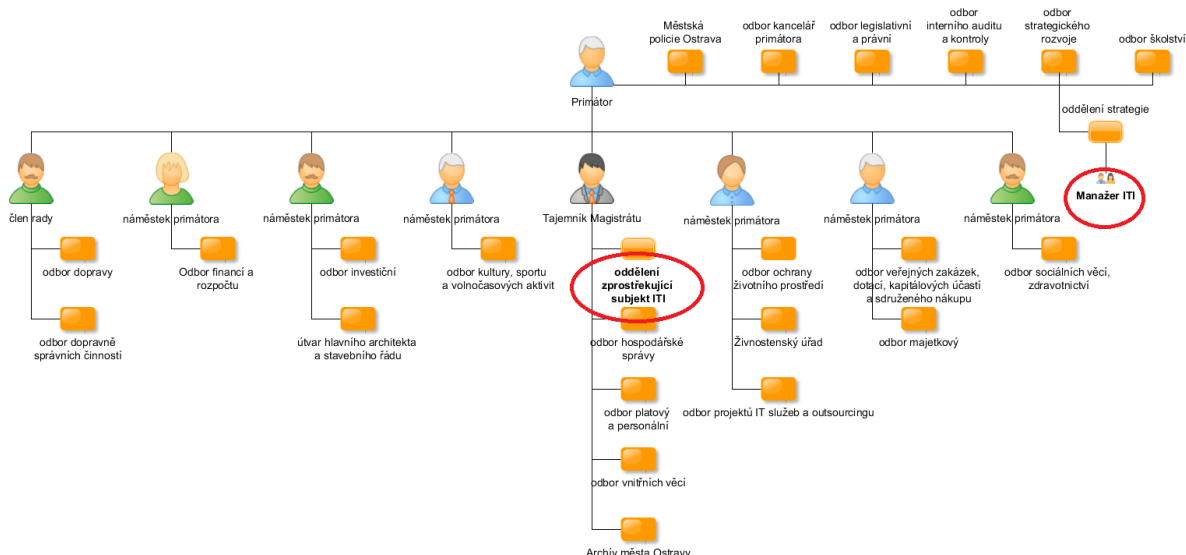 Městská
policie Ostrava
odbor kancelář
primátora
odbor legislativní
a právní
odbor
interního auditu
a kontroly
odbor
strategického
rozvoje
odbor školství
Primátor
oddělení strategie
Manažer ITI
člen rady
náměstek primátora
náměstek primátora
náměstek primátora
Tajemník Magistrátu
náměstek primátora
náměstek primátora
náměstek primátora
odbor dopravy
Odbor financí a
rozpočtu
odbor investiční
odbor kultury, sportu
a volnočasových aktivit
oddělení
zprostřekující
subjekt ITI
odbor ochrany
životního prostředí
odbor veřejných zakázek,
dotací, kapitálových účastí
a sdruženého nákupu
odbor sociálních věcí,
zdravotnictví
odbor dopravně
správních činností
útvar hlavního architekta
a stavebního řádu
odbor hospodářské
správy
Živnostenský úřad
odbor majetkový
odbor platový
a personální
odbor projektů IT služeb a outsourcingu
odbor vnitřních věcí
Archív města Ostravy